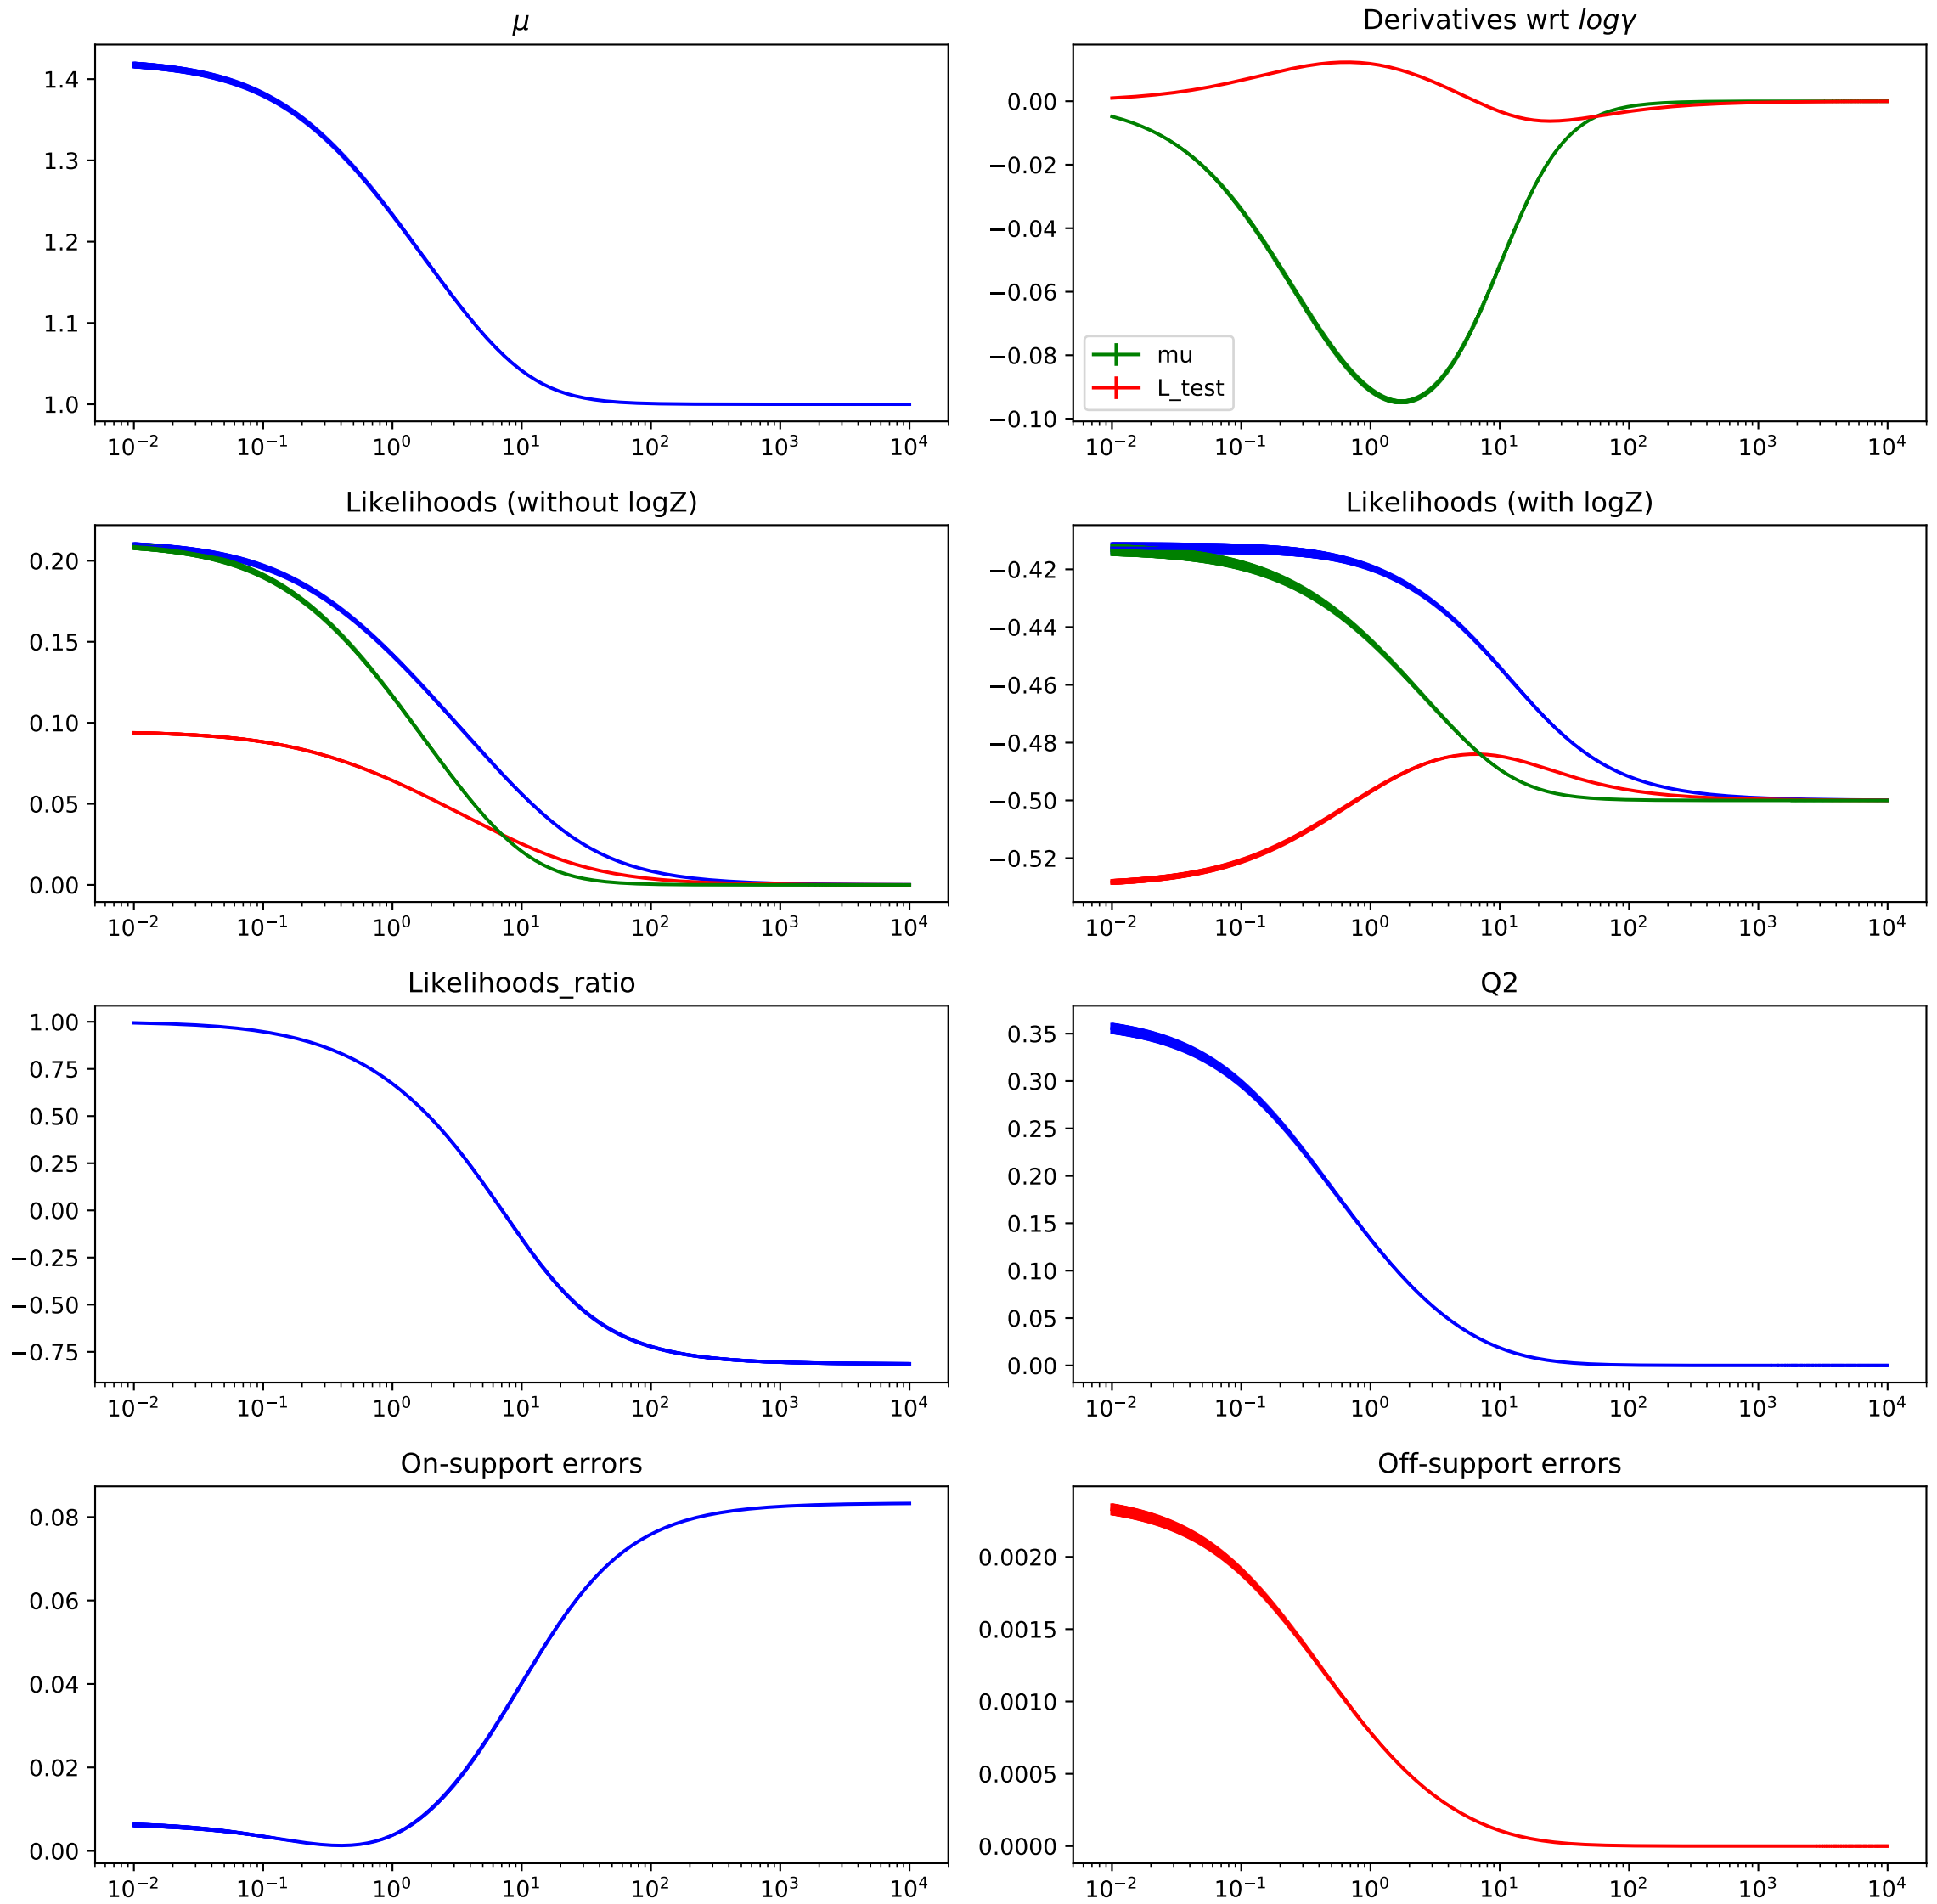 μ
1.4
1.3
1.2
1.1
1.0
10⁻² 10⁻¹ 10⁰ 10¹ 10² 10³ 10⁴
Derivatives wrt logγ
0.00
−0.02
−0.04
−0.06
−0.08
−0.10
mu
L_test
10⁻² 10⁻¹ 10⁰ 10¹ 10² 10³ 10⁴
Likelihoods (without logZ)
0.20
0.15
0.10
0.05
0.00
10⁻² 10⁻¹ 10⁰ 10¹ 10² 10³ 10⁴
Likelihoods (with logZ)
−0.42
−0.44
−0.46
−0.48
−0.50
−0.52
10⁻² 10⁻¹ 10⁰ 10¹ 10² 10³ 10⁴
Likelihoods_ratio
1.00
0.75
0.50
0.25
0.00
−0.25
−0.50
−0.75
10⁻² 10⁻¹ 10⁰ 10¹ 10² 10³ 10⁴
Q2
0.35
0.30
0.25
0.20
0.15
0.10
0.05
0.00
10⁻² 10⁻¹ 10⁰ 10¹ 10² 10³ 10⁴
On-support errors
0.08
0.06
0.04
0.02
0.00
10⁻² 10⁻¹ 10⁰ 10¹ 10² 10³ 10⁴
Off-support errors
0.0020
0.0015
0.0010
0.0005
0.0000
10⁻² 10⁻¹ 10⁰ 10¹ 10² 10³ 10⁴